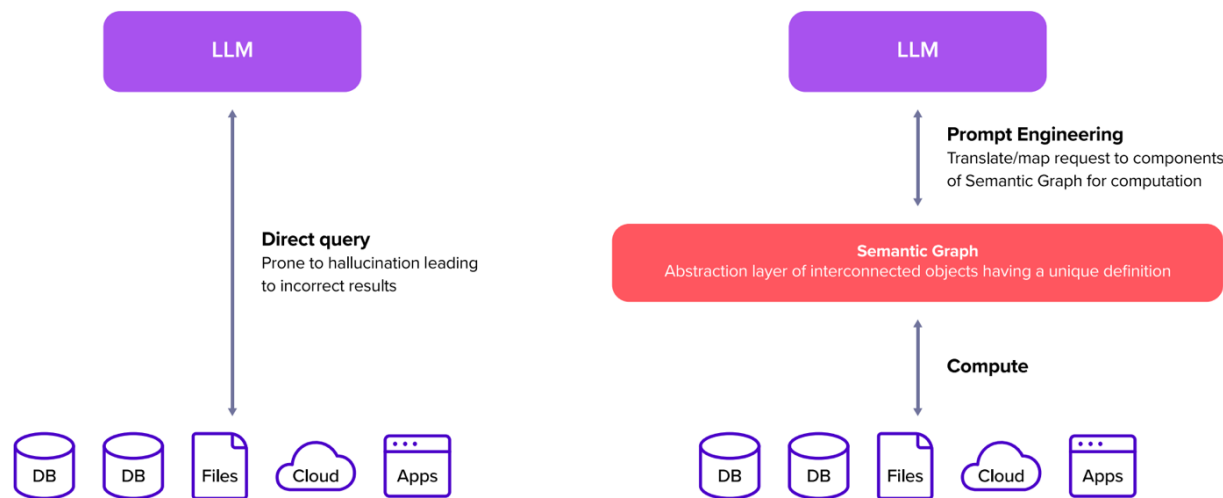 LLM
Direct query
Prone to hallucination leading
to incorrect results
DB
DB
Files
Cloud
Apps
LLM
Prompt Engineering
Translate/map request to components
of Semantic Graph for computation
Semantic Graph
Abstraction layer of interconnected objects having a unique definition
Compute
DB
DB
Files
Cloud
Apps